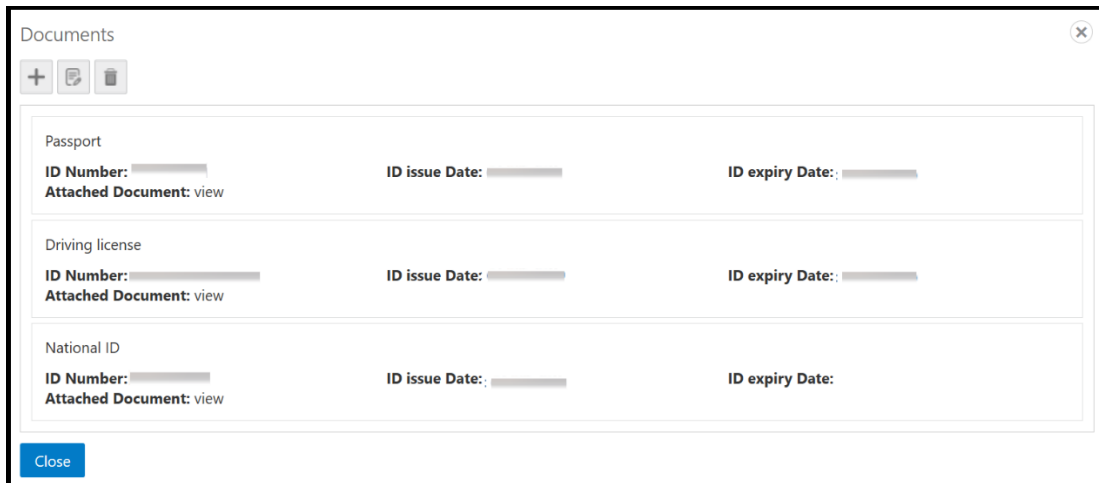 Documents
Passport
ID Number: ID issue Date: ID expiry Date:
Attached Document: view
Driving license
ID Number: ID issue Date: ID expiry Date:
Attached Document: view
National ID
ID Number: ID issue Date: ID expiry Date:
Attached Document: view
Close